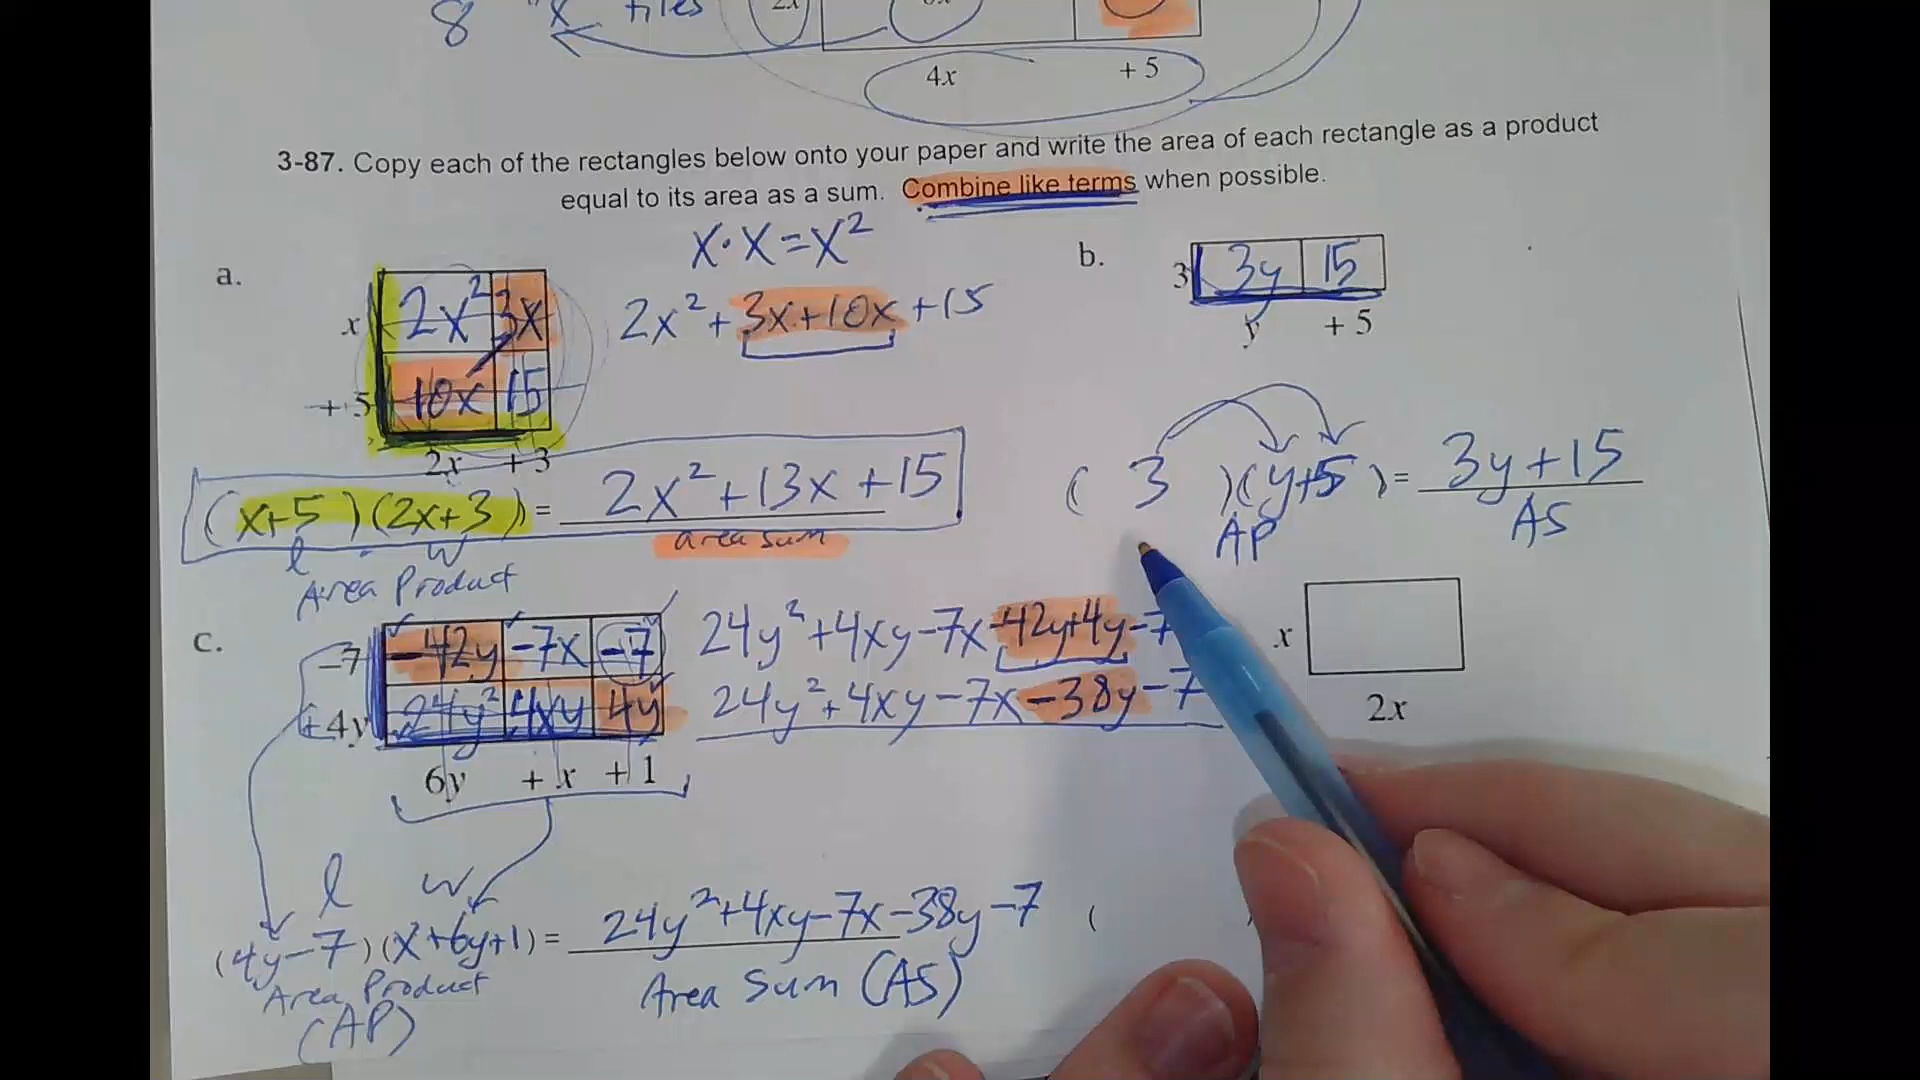 8 "x tiles
2x
4x + 5
3-87. Copy each of the rectangles below onto your paper and write the area of each rectangle as a product
equal to its area as a sum. Combine like terms when possible.
x·x=x²
a.
x
2x² 3x
+ 5
10x 15
2x + 3
2x² + 3x+10x +15
(x+5)(2x+3) = 2x²+13x+15
l w
area sum
Area Product
b.
3
3y 15
y + 5
( 3 )(y+5) = 3y+15
AP
AS
c.
-7
-42y -7x -7
+4y
24y² 4xy 4y
6y + x + 1
24y²+4xy-7x-42y+4y-7
24y²+4xy-7x-38y-7
l w
(4y-7)(x+6y+1) = 24y²+4xy-7x-38y-7
Area Product
(AP)
Area Sum (AS)
x
2x
(